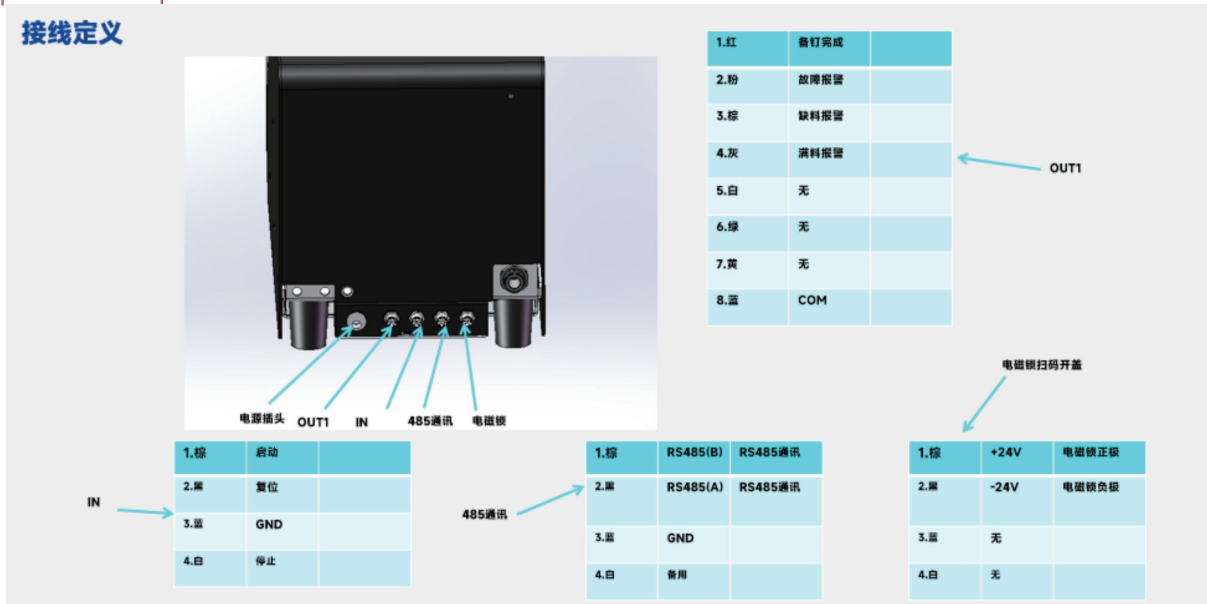 接线定义
1.红 备钉完成
2.粉 故障报警
3.棕 缺料报警
4.灰 满料报警
5.白 无
6.绿 无
7.黄 无
8.蓝 COM
OUT1
电磁锁扫码开盖
电源插头 OUT1 IN 485通讯 电磁锁
IN
1.棕 启动
2.黑 复位
3.蓝 GND
4.白 停止
485通讯
1.棕 RS485(B) RS485通讯
2.黑 RS485(A) RS485通讯
3.蓝 GND
4.白 备用
1.棕 +24V 电磁锁正极
2.黑 -24V 电磁锁负极
3.蓝 无
4.白 无